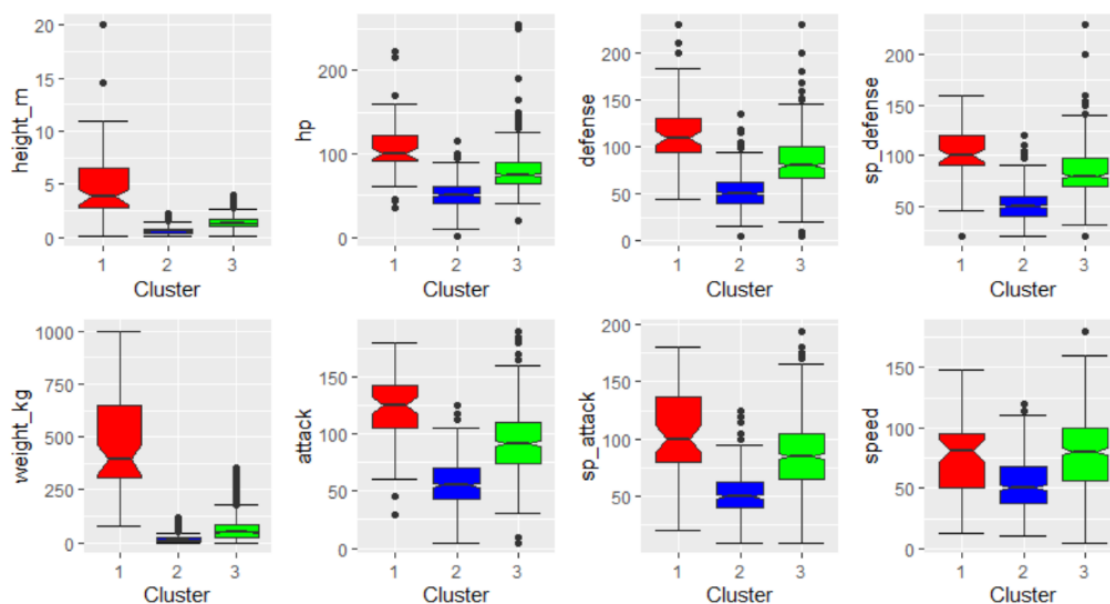 height_m
20
15
10
5
0
1 2 3
Cluster
hp
200
100
0
1 2 3
Cluster
defense
200
150
100
50
0
1 2 3
Cluster
sp_defense
200
150
100
50
1 2 3
Cluster
weight_kg
1000
750
500
250
0
1 2 3
Cluster
attack
150
100
50
0
1 2 3
Cluster
sp_attack
200
150
100
50
1 2 3
Cluster
speed
150
100
50
0
1 2 3
Cluster